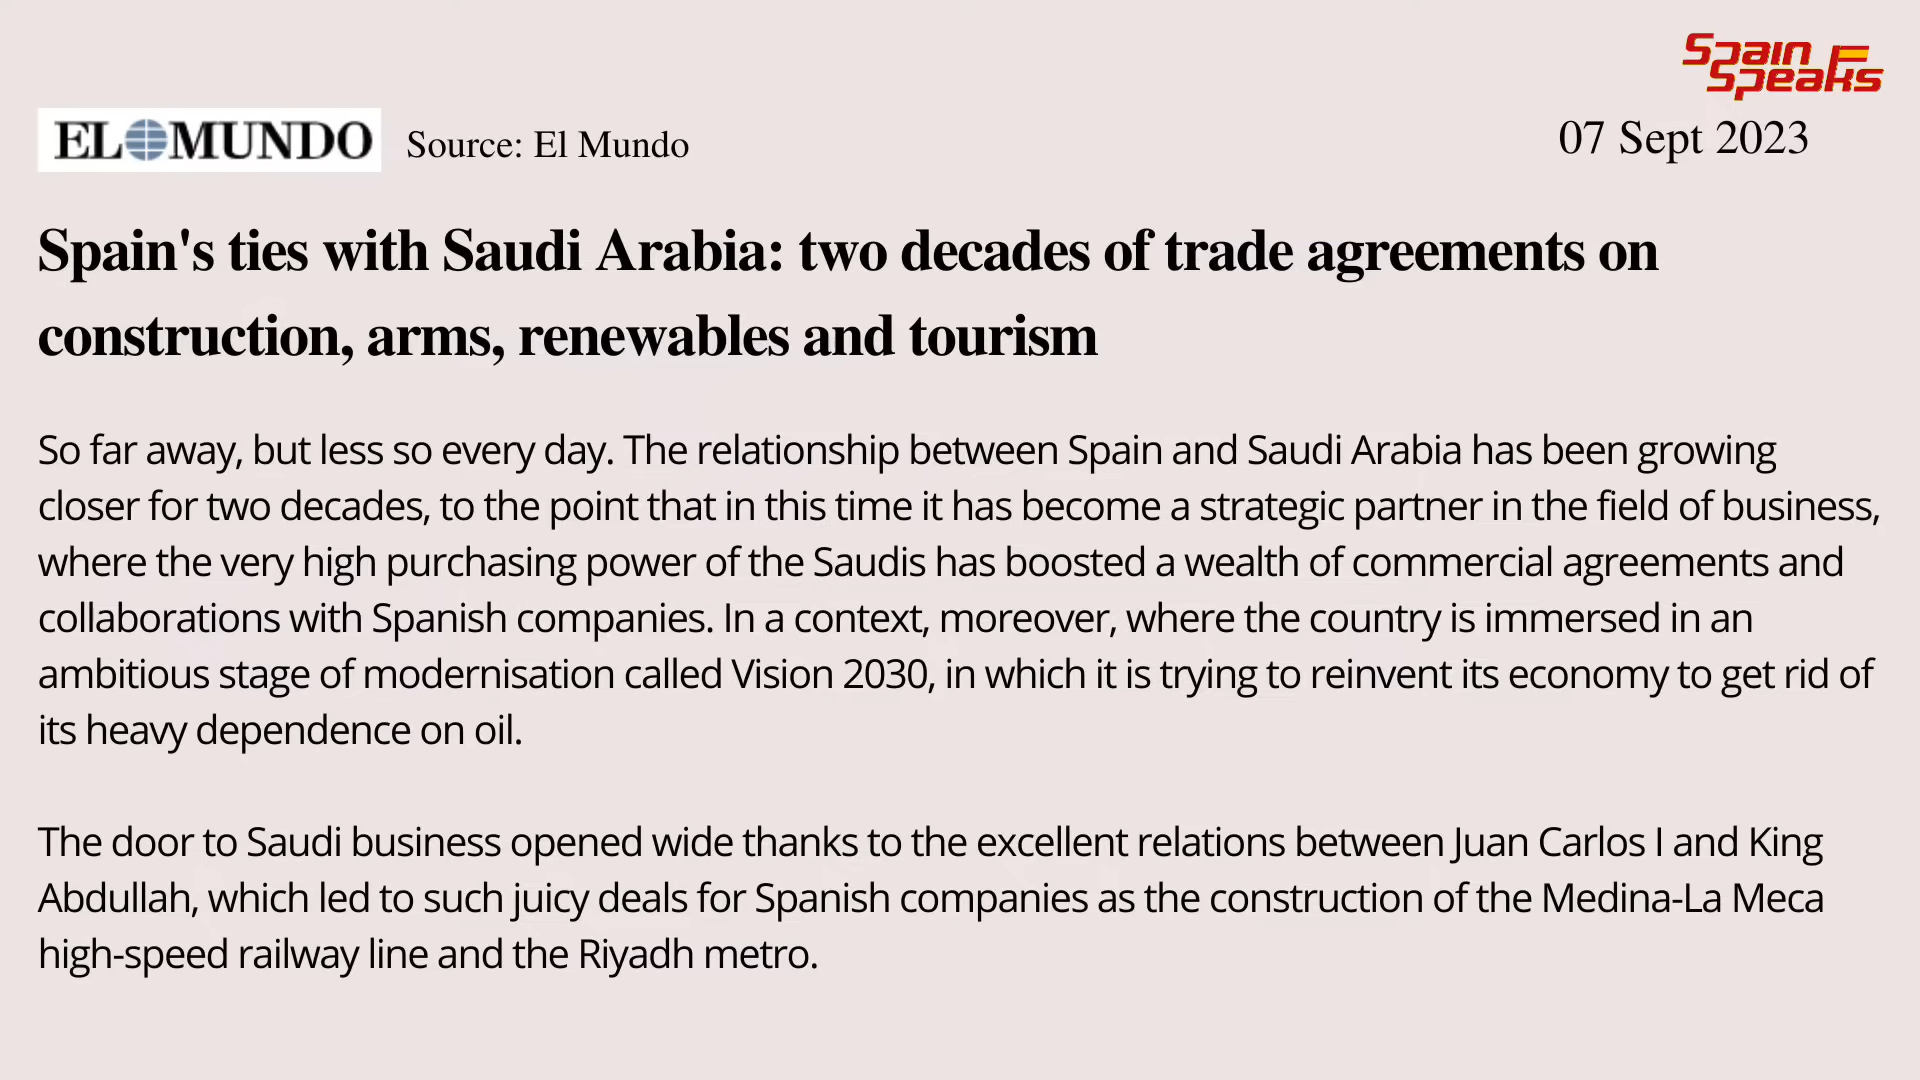 Spain
Speaks
EL MUNDO
Source: El Mundo
07 Sept 2023
Spain's ties with Saudi Arabia: two decades of trade agreements on
construction, arms, renewables and tourism
So far away, but less so every day. The relationship between Spain and Saudi Arabia has been growing
closer for two decades, to the point that in this time it has become a strategic partner in the field of business,
where the very high purchasing power of the Saudis has boosted a wealth of commercial agreements and
collaborations with Spanish companies. In a context, moreover, where the country is immersed in an
ambitious stage of modernisation called Vision 2030, in which it is trying to reinvent its economy to get rid of
its heavy dependence on oil.
The door to Saudi business opened wide thanks to the excellent relations between Juan Carlos I and King
Abdullah, which led to such juicy deals for Spanish companies as the construction of the Medina-La Meca
high-speed railway line and the Riyadh metro.